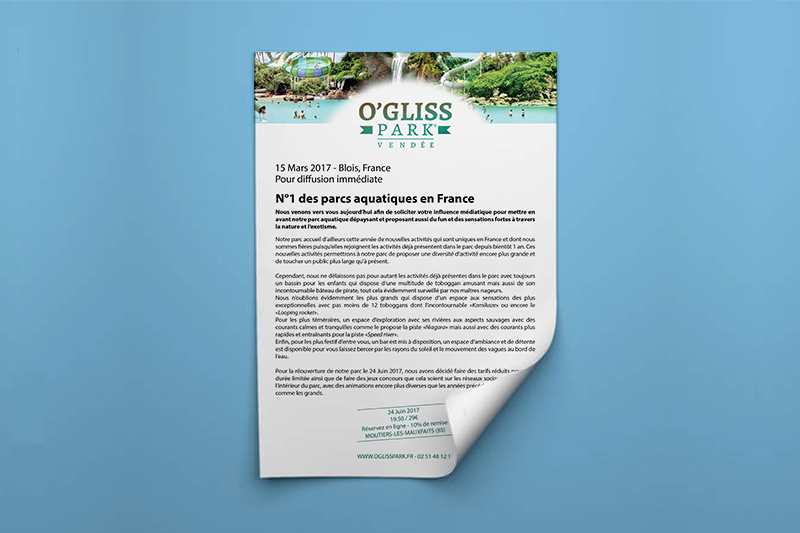 O'GLISS
PARK
VENDÉE
15 Mars 2017 - Blois, France
Pour diffusion immédiate
N°1 des parcs aquatiques en France
Nous venons vers vous aujourd'hui afin de soliciter votre influence médiatique pour mettre en
avant notre parc aquatique dépaysant et proposant aussi du fun et des sensations fortes à travers
la nature et l'exotisme.
Notre parc accueil d'ailleurs cette année de nouvelles activités qui sont uniques en France et dont nous
sommes fières puisqu'elles rejoignent les activités déjà présentent dans le parc depuis bientôt 1 an. Ces
nouvelles activités permettrons à notre parc de proposer une diversité d'activité encore plus grande et
de toucher un public plus large qu'à présent.
Cependant, nous ne délaissons pas pour autant les activités déjà présentes dans le parc avec toujours
un bassin pour les enfants qui dispose d'une multitude de toboggan amusant mais aussi de son
incontournable bâteau de pirate, tout cela évidemment surveillé par nos maîtres nageurs.
Nous n'oublions évidemment les plus grands qui dispose d'un espace aux sensations des plus
exceptionnelles avec pas moins de 12 toboggans dont l'incontournable «Kamikaze» ou encore le
«Looping rocket».
Pour les plus téméraires, un espace d'exploration avec ses rivières aux aspects sauvages avec des
courants calmes et tranquiles comme le propose la piste «Niagara» mais aussi avec des courants plus
rapides et entraînants pour la piste «Speed river».
Enfin, pour les plus festif d'entre vous, un bar est mis à disposition, un espace d'ambiance et de détente
est disponible pour vous laissez bercer par les rayons du soleil et le mouvement des vagues au bord de
l'eau.
Pour la réouverture de notre parc le 24 Juin 2017, nous avons décidé faire des tarifs réduits
durée limitée ainsi que de faire des jeux concours que cela soient sur les réseaux
l'intérieur du parc, avec des animations encore plus diverses que les années
comme les grands.
24 Juin 2017
19.50 / 29€
Réservez en ligne - 10% de remise
MOUTIERS-LES-MAUXFAITS (85)
WWW.OGLISSPARK.FR - 02 51 48 12 1